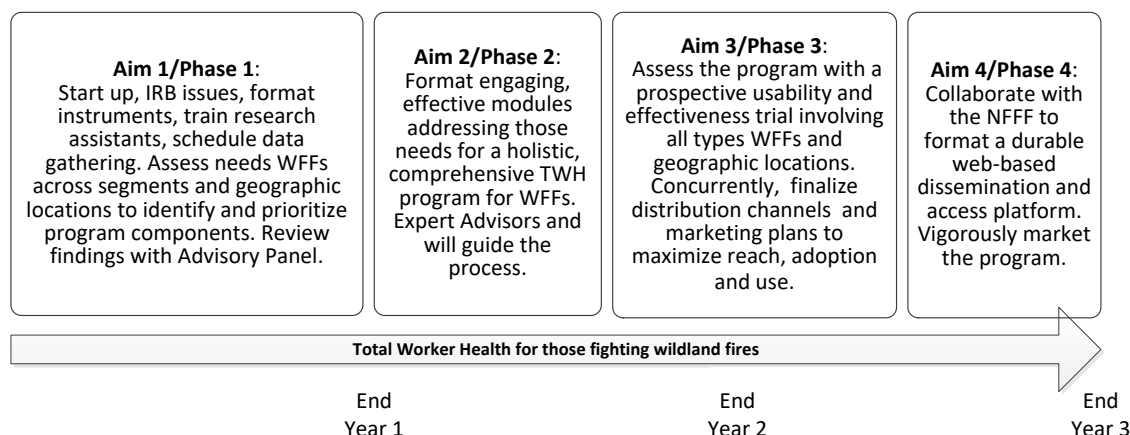 Aim 1/Phase 1:
Start up, IRB issues, format
instruments, train research
assistants, schedule data
gathering. Assess needs WFFs
across segments and geographic
locations to identify and prioritize
program components. Review
findings with Advisory Panel.
Aim 2/Phase 2:
Format engaging,
effective modules
addressing those
needs for a holistic,
comprehensive TWH
program for WFFs.
Expert Advisors and
will guide the
process.
Aim 3/Phase 3:
Assess the program with a
prospective usability and
effectiveness trial involving
all types WFFs and
geographic locations.
Concurrently, finalize
distribution channels and
marketing plans to
maximize reach, adoption
and use.
Aim 4/Phase 4:
Collaborate with
the NFFF to
format a durable
web-based
dissemination and
access platform.
Vigorously market
the program.
Total Worker Health for those fighting wildland fires
End
Year 1
End
Year 2
End
Year 3